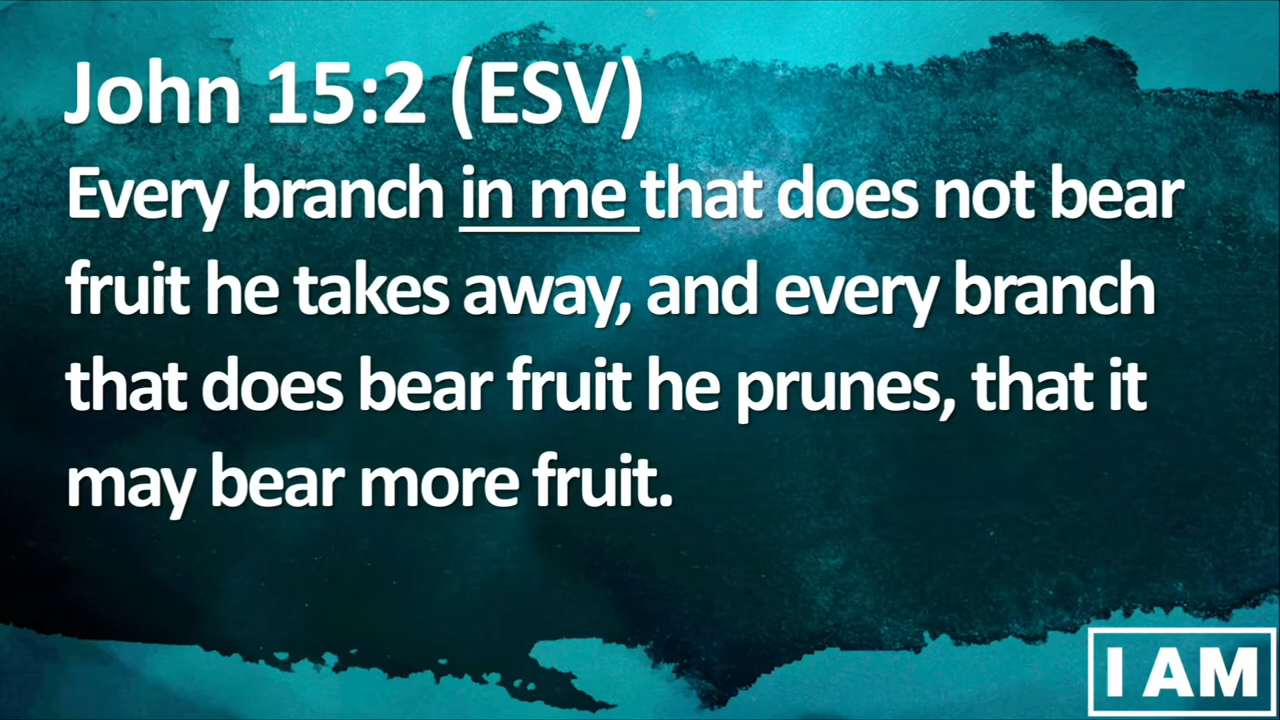 John 15:2 (ESV)
Every branch in me that does not bear
fruit he takes away, and every branch
that does bear fruit he prunes, that it
may bear more fruit.
I AM